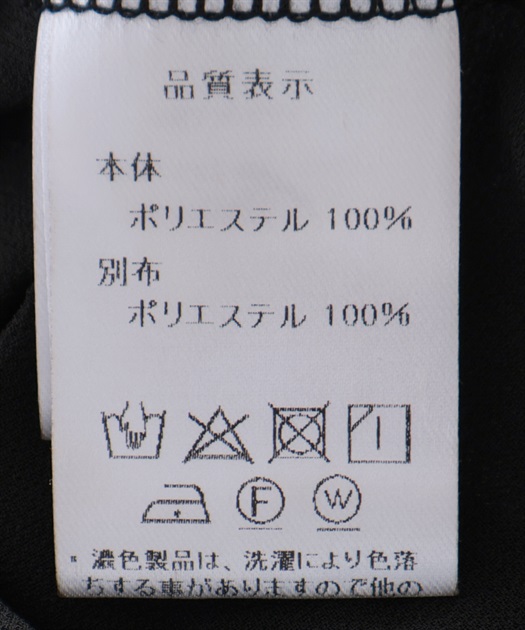 品質表示
本体
ポリエステル 100%
別布
ポリエステル 100%
F W
* 濃色製品は、洗濯により色落
ちする事がありますので他の